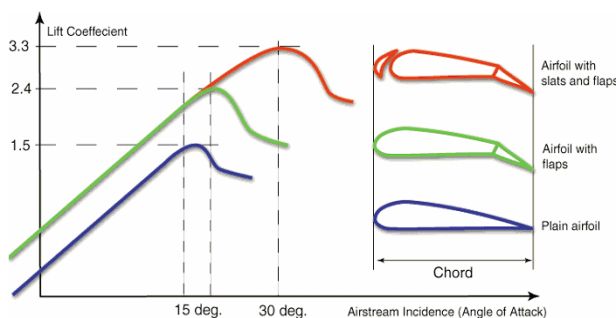 Lift Coeffecient
3.3
2.4
1.5
15 deg.
30 deg.
Airstream Incidence (Angle of Attack)
Airfoil with
slats and flaps
Airfoil with
flaps
Plain airfoil
Chord